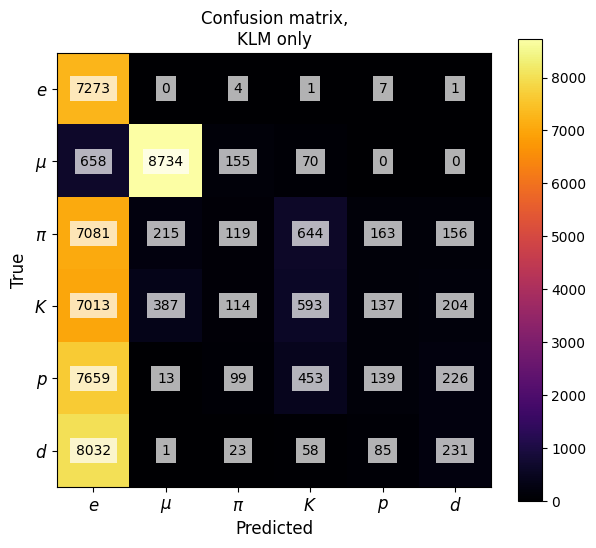 Confusion matrix,
KLM only
e 7273 0 4 1 7 1
μ 658 8734 155 70 0 0
π 7081 215 119 644 163 156
K 7013 387 114 593 137 204
p 7659 13 99 453 139 226
d 8032 1 23 58 85 231
e μ π K p d
Predicted
True
8000
7000
6000
5000
4000
3000
2000
1000
0